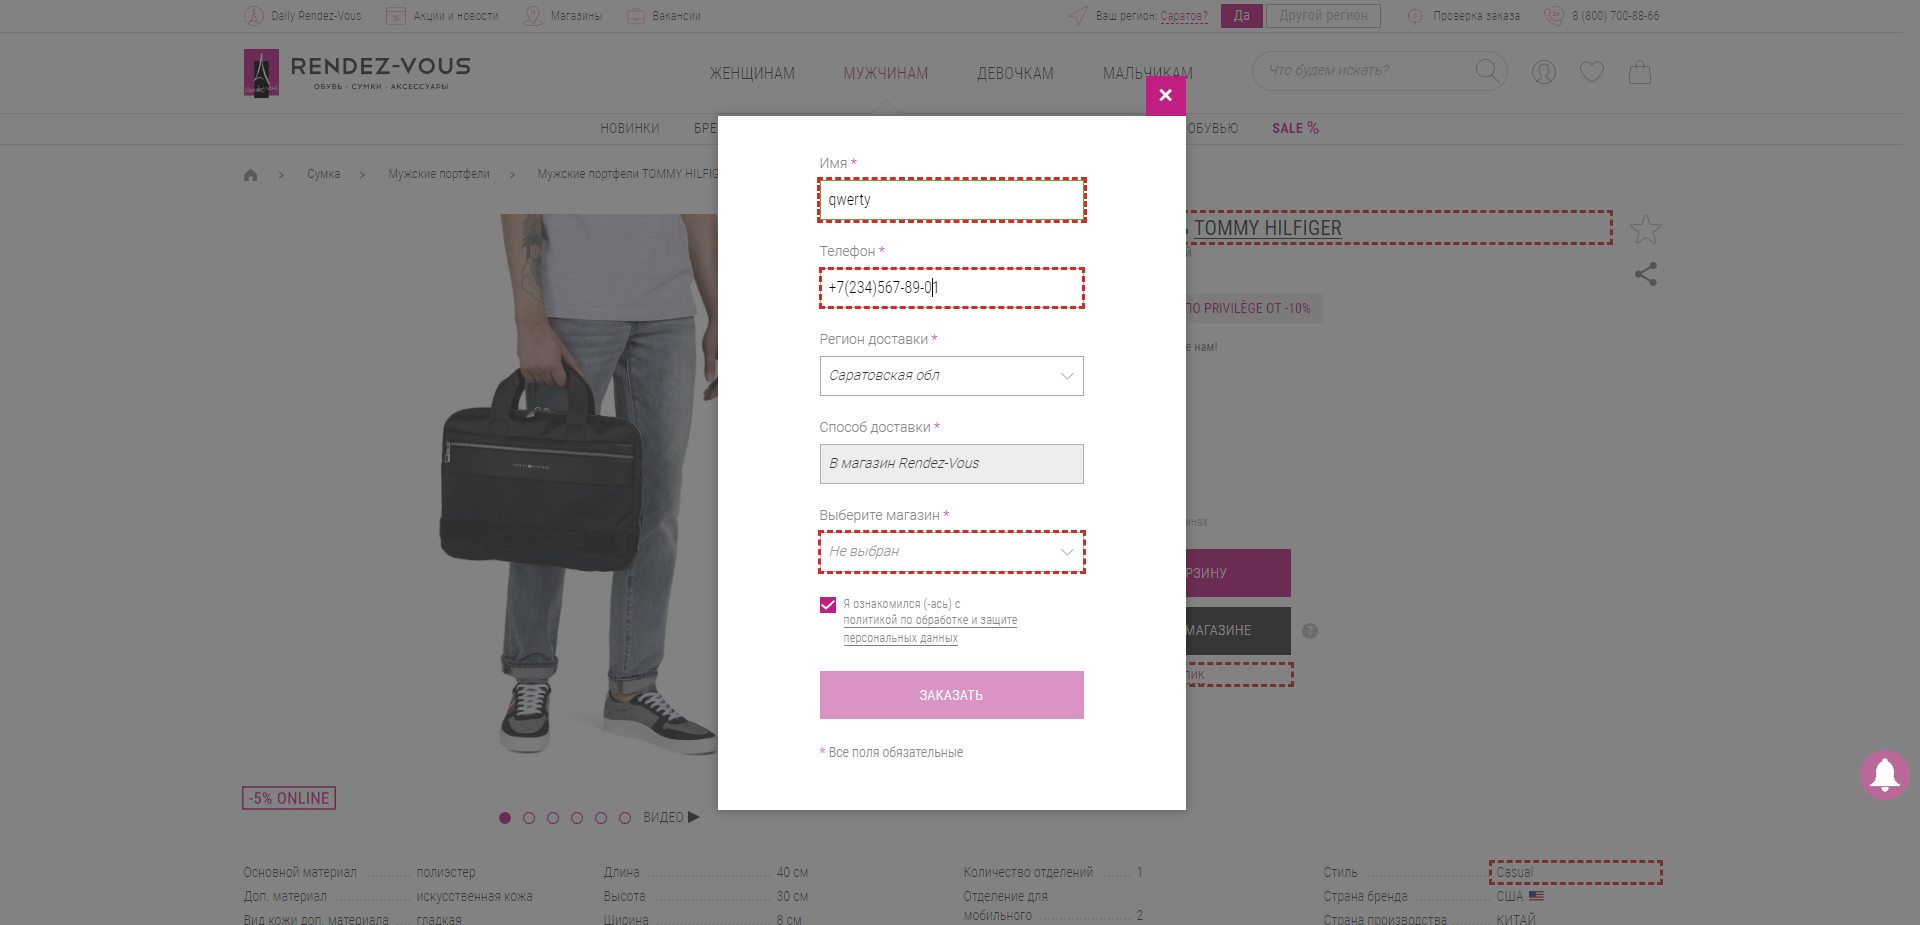 Daily Rendez-Vous
Акции и новости
Магазины
Вакансии
Ваш регион: Саратов?
Да
Другой регион
Проверка заказа
8 (800) 700-88-66
RENDEZ-VOUS
ОБУВЬ · СУМКИ · АКСЕССУАРЫ
ЖЕНЩИНАМ
МУЖЧИНАМ
ДЕВОЧКАМ
МАЛЬЧИКАМ
Что будем искать?
НОВИНКИ
БРЕ
ОБУВЬЮ
SALE %
Сумка
Мужские портфели
Мужские портфели TOMMY HILFIG
TOMMY HILFIGER
ПО PRIVILÈGE ОТ -10%
е нам!
инах
РЗИНУ
МАГАЗИНЕ
?
ЛИК
Имя *
qwerty
Телефон *
+7(234)567-89-01
Регион доставки *
Саратовская обл
Способ доставки *
В магазин Rendez-Vous
Выберите магазин *
Не выбран
Я ознакомился (-ась) с
политикой по обработке и защите
персональных данных
ЗАКАЗАТЬ
* Все поля обязательные
-5% ONLINE
ВИДЕО
Основной материал полиэстер
Доп. материал искусственная кожа
Вид кожи доп. материала гладкая
Длина 40 см
Высота 30 см
Ширина 8 см
Количество отделений 1
Отделение для
мобильного 2
Стиль Casual
Страна бренда США
Страна производства КИТАЙ